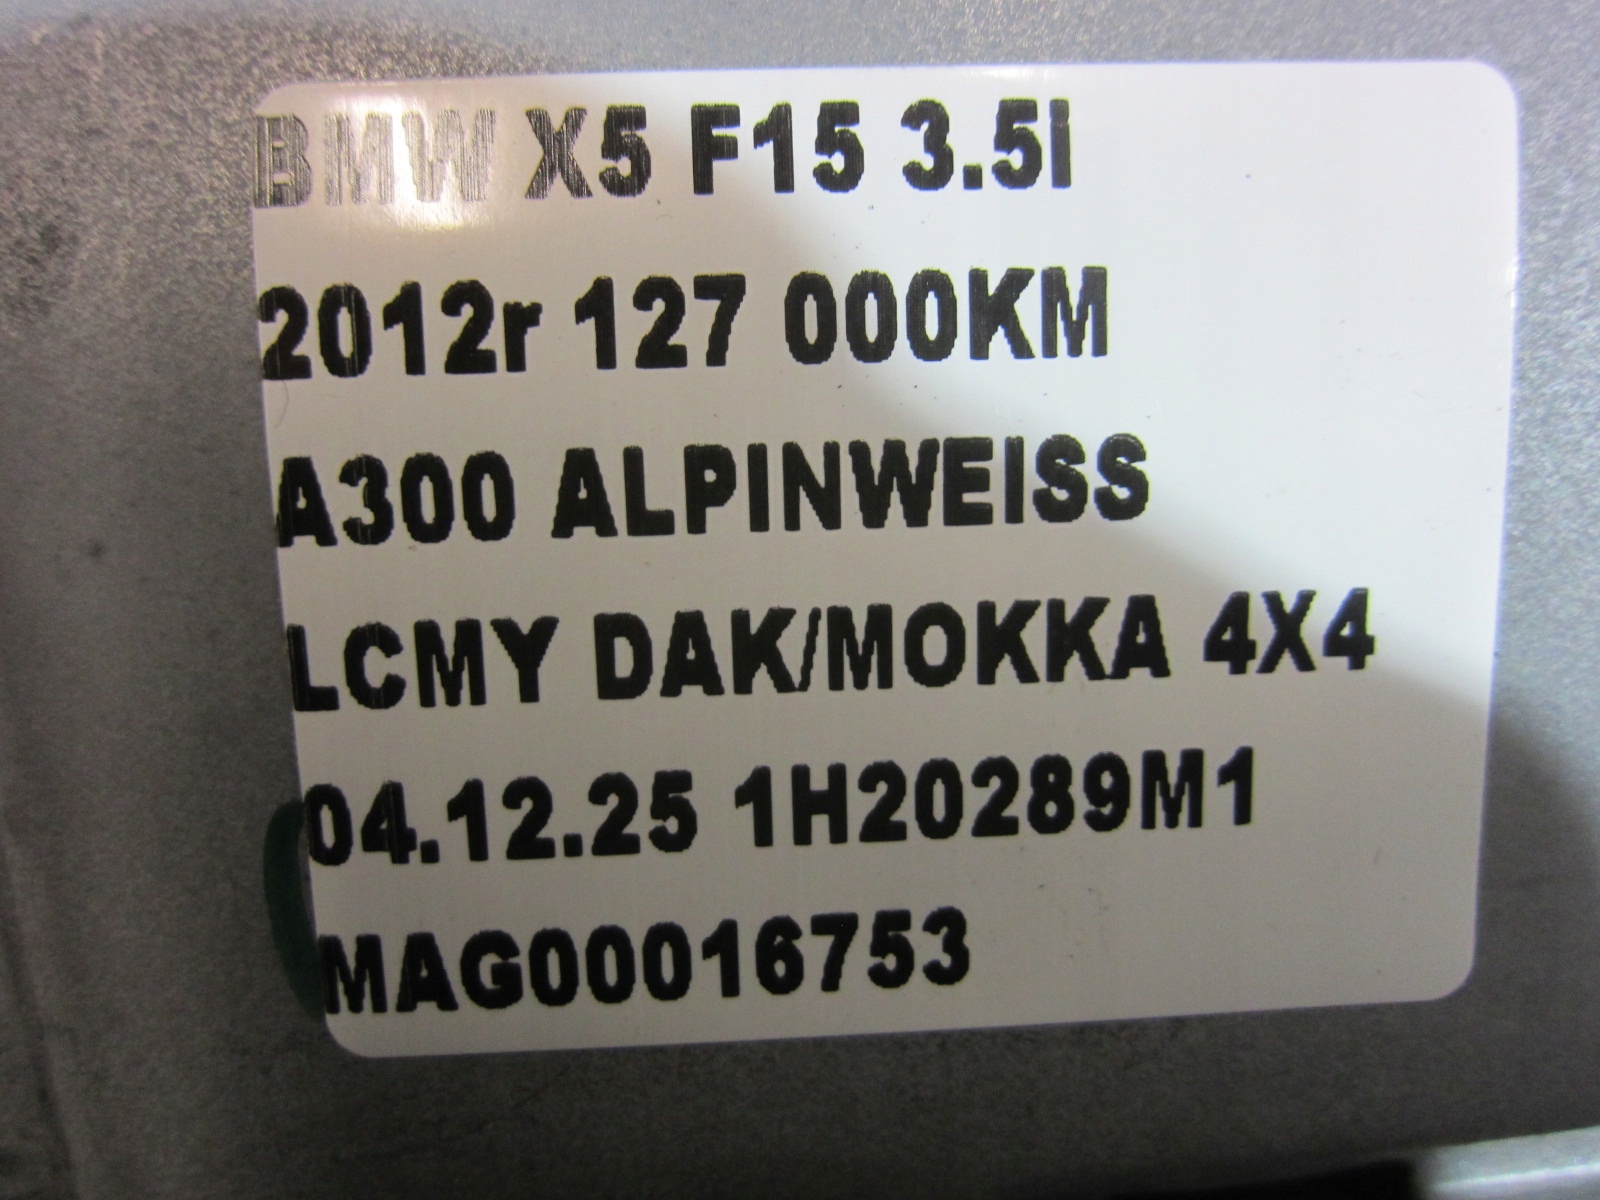 BMW X5 F15 3.5I
2012r 127 000KM
A300 ALPINWEISS
LCMY DAK/MOKKA 4X4
04.12.25 1H20289M1
MAG00016753